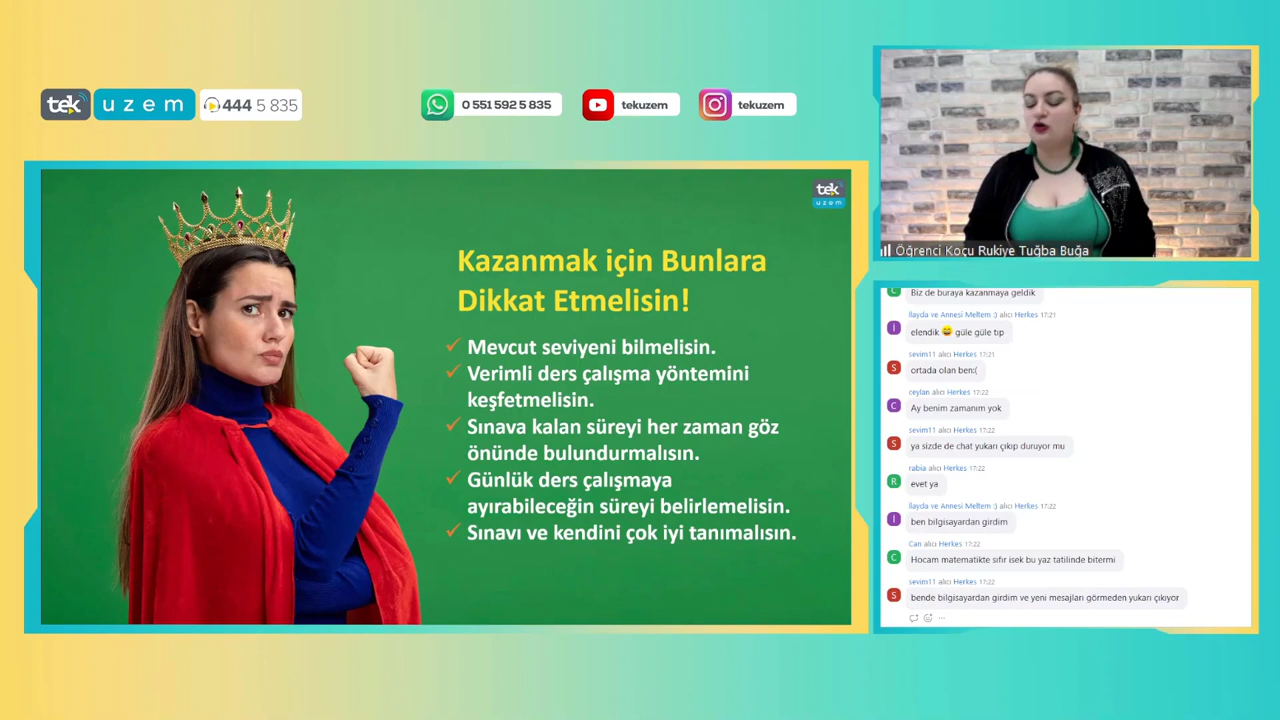 tek uzem 444 5 835
0 551 592 5 835
tekuzem
tekuzem
tek
uzem
Kazanmak için Bunlara
Dikkat Etmelisin!
Mevcut seviyeni bilmelisin.
Verimli ders çalışma yöntemini
keşfetmelisin.
Sınava kalan süreyi her zaman göz
önünde bulundurmalısın.
Günlük ders çalışmaya
ayırabileceğin süreyi belirlemelisin.
Sınavı ve kendini çok iyi tanımalısın.
Öğrenci Koçu Rukiye Tuğba Buğa
C Biz de buraya kazanmaya geldik
İlayda ve Annesi Meltem :) alıcı Herkes 17:21
I elendik 😄 güle güle tıp
sevim11 alıcı Herkes 17:21
S ortada olan ben:(
ceylan alıcı Herkes 17:22
C Ay benim zamanım yok
sevim11 alıcı Herkes 17:22
S ya sizde de chat yukarı çıkıp duruyor mu
rabia alıcı Herkes 17:22
R evet ya
İlayda ve Annesi Meltem :) alıcı Herkes 17:22
I ben bilgisayardan girdim
Can alıcı Herkes 17:22
C Hocam matematikte sıfır isek bu yaz tatilinde bitermi
sevim11 alıcı Herkes 17:22
S bende bilgisayardan girdim ve yeni mesajları görmeden yukarı çıkıyor